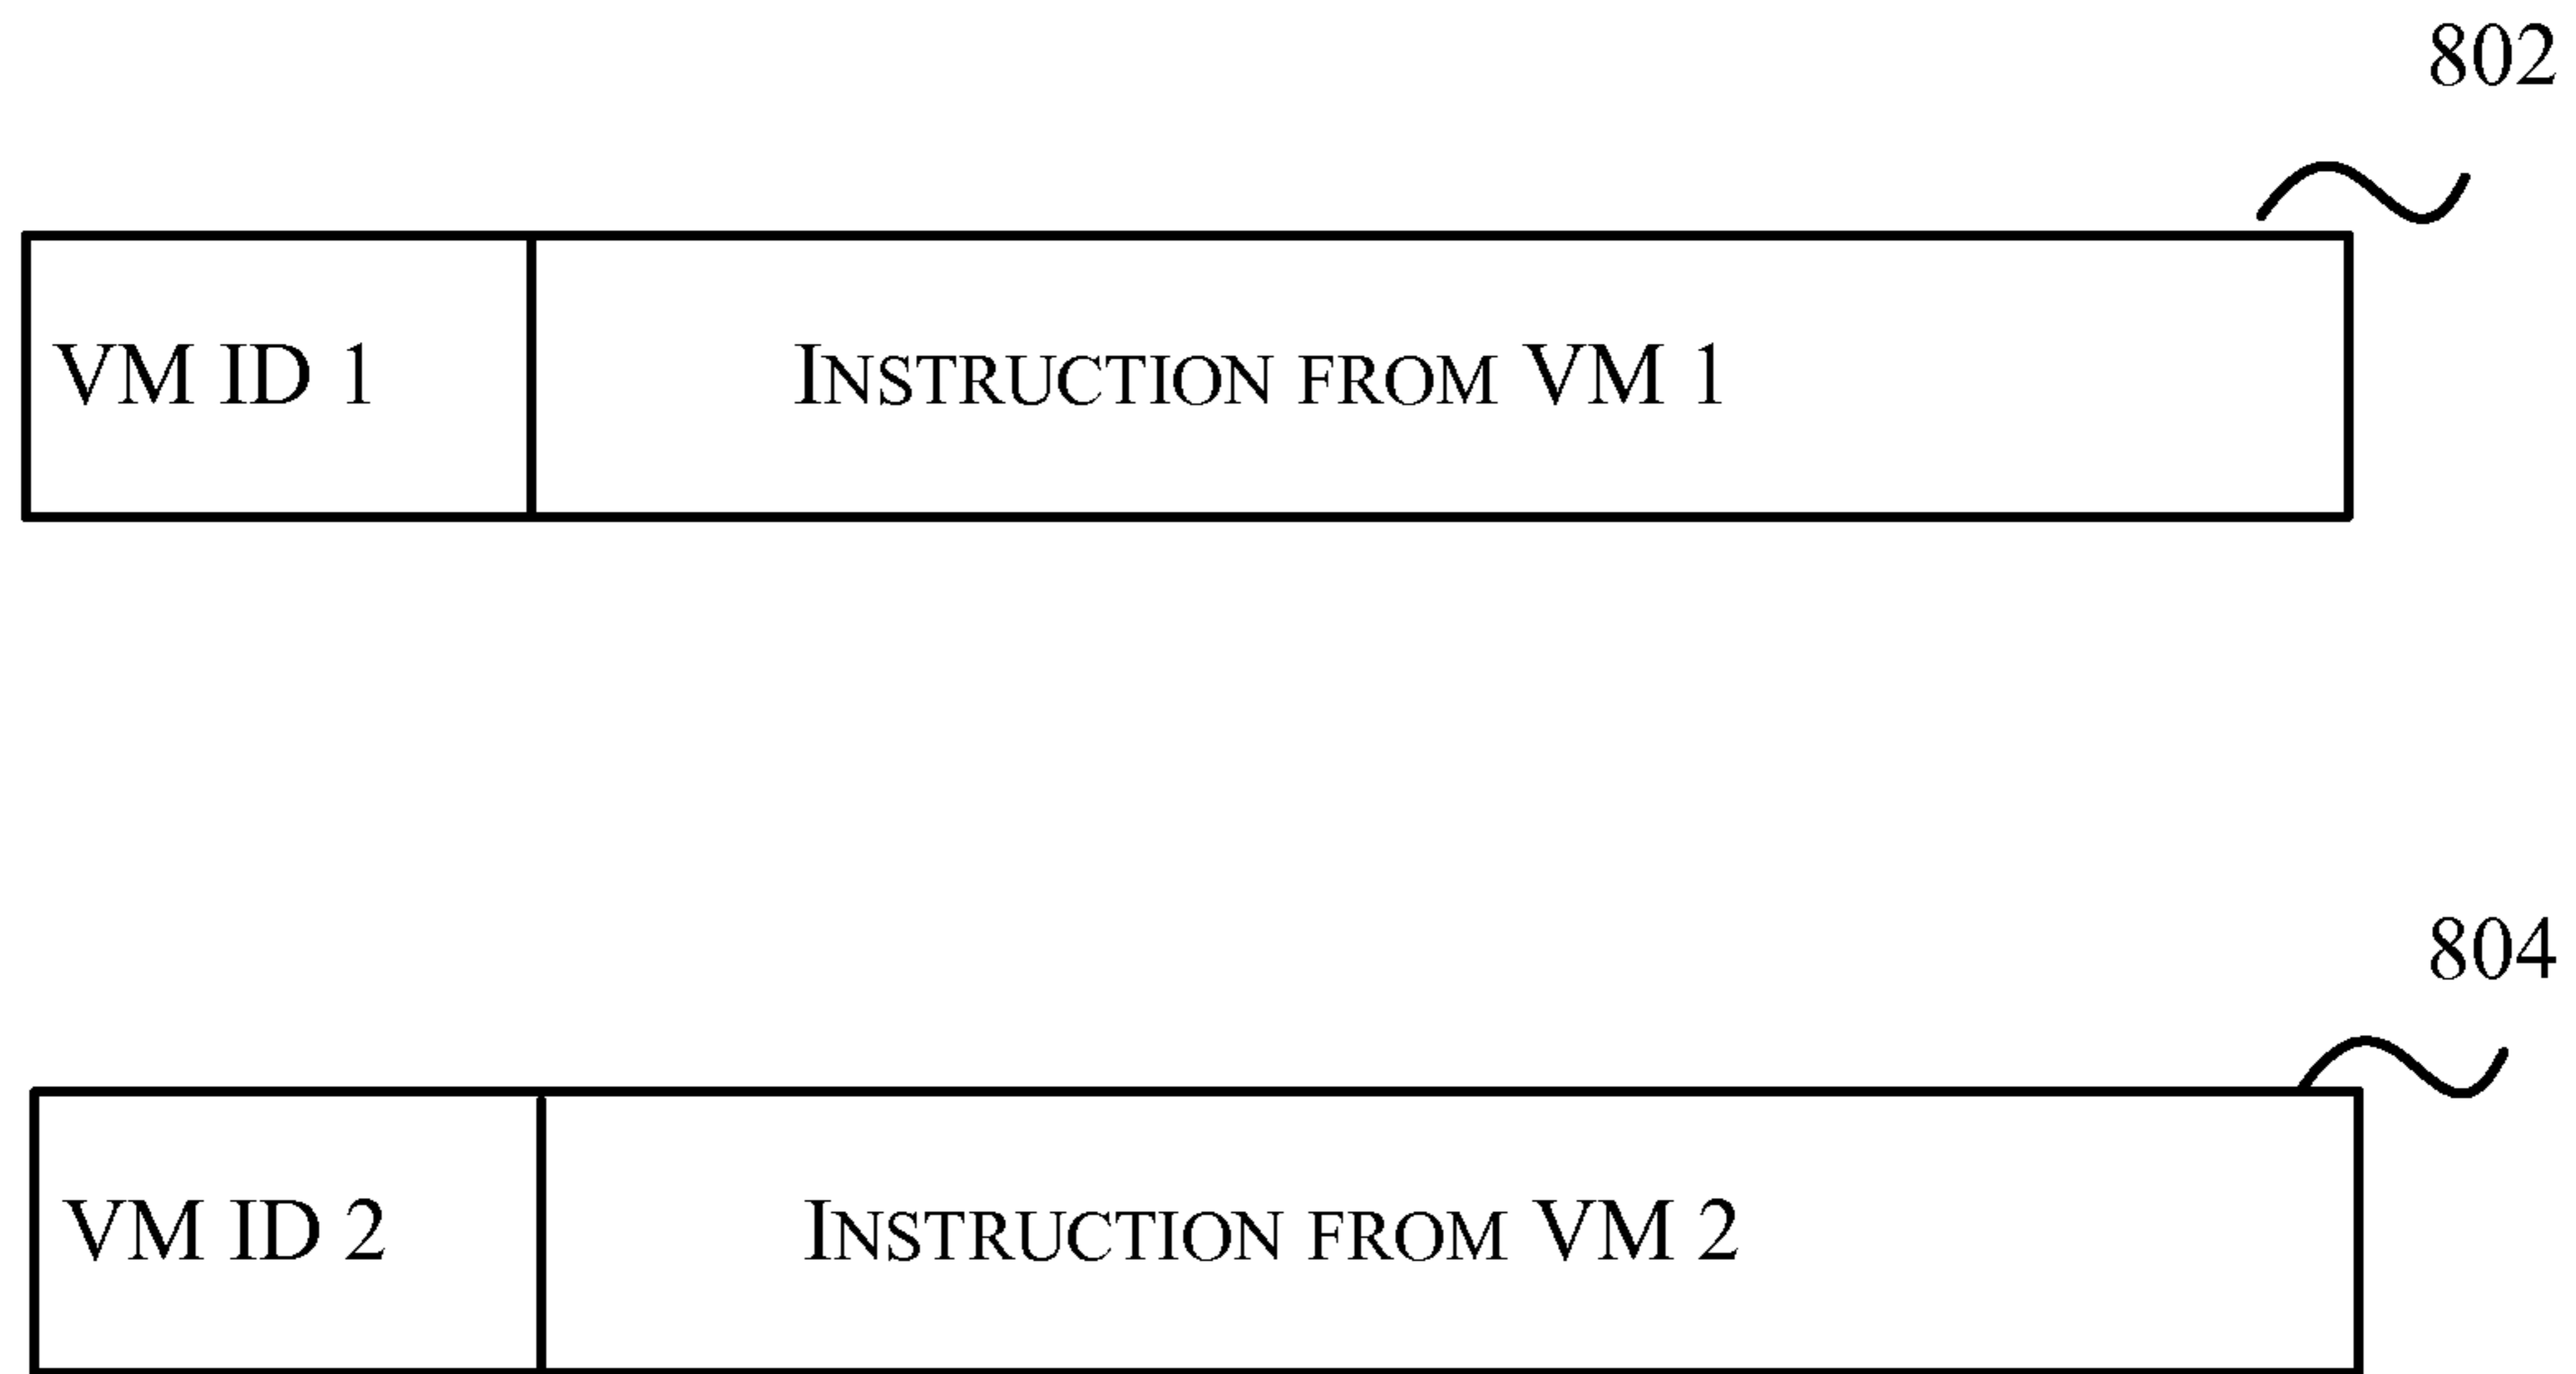 802
VM ID 1 INSTRUCTION FROM VM 1
804
VM ID 2 INSTRUCTION FROM VM 2